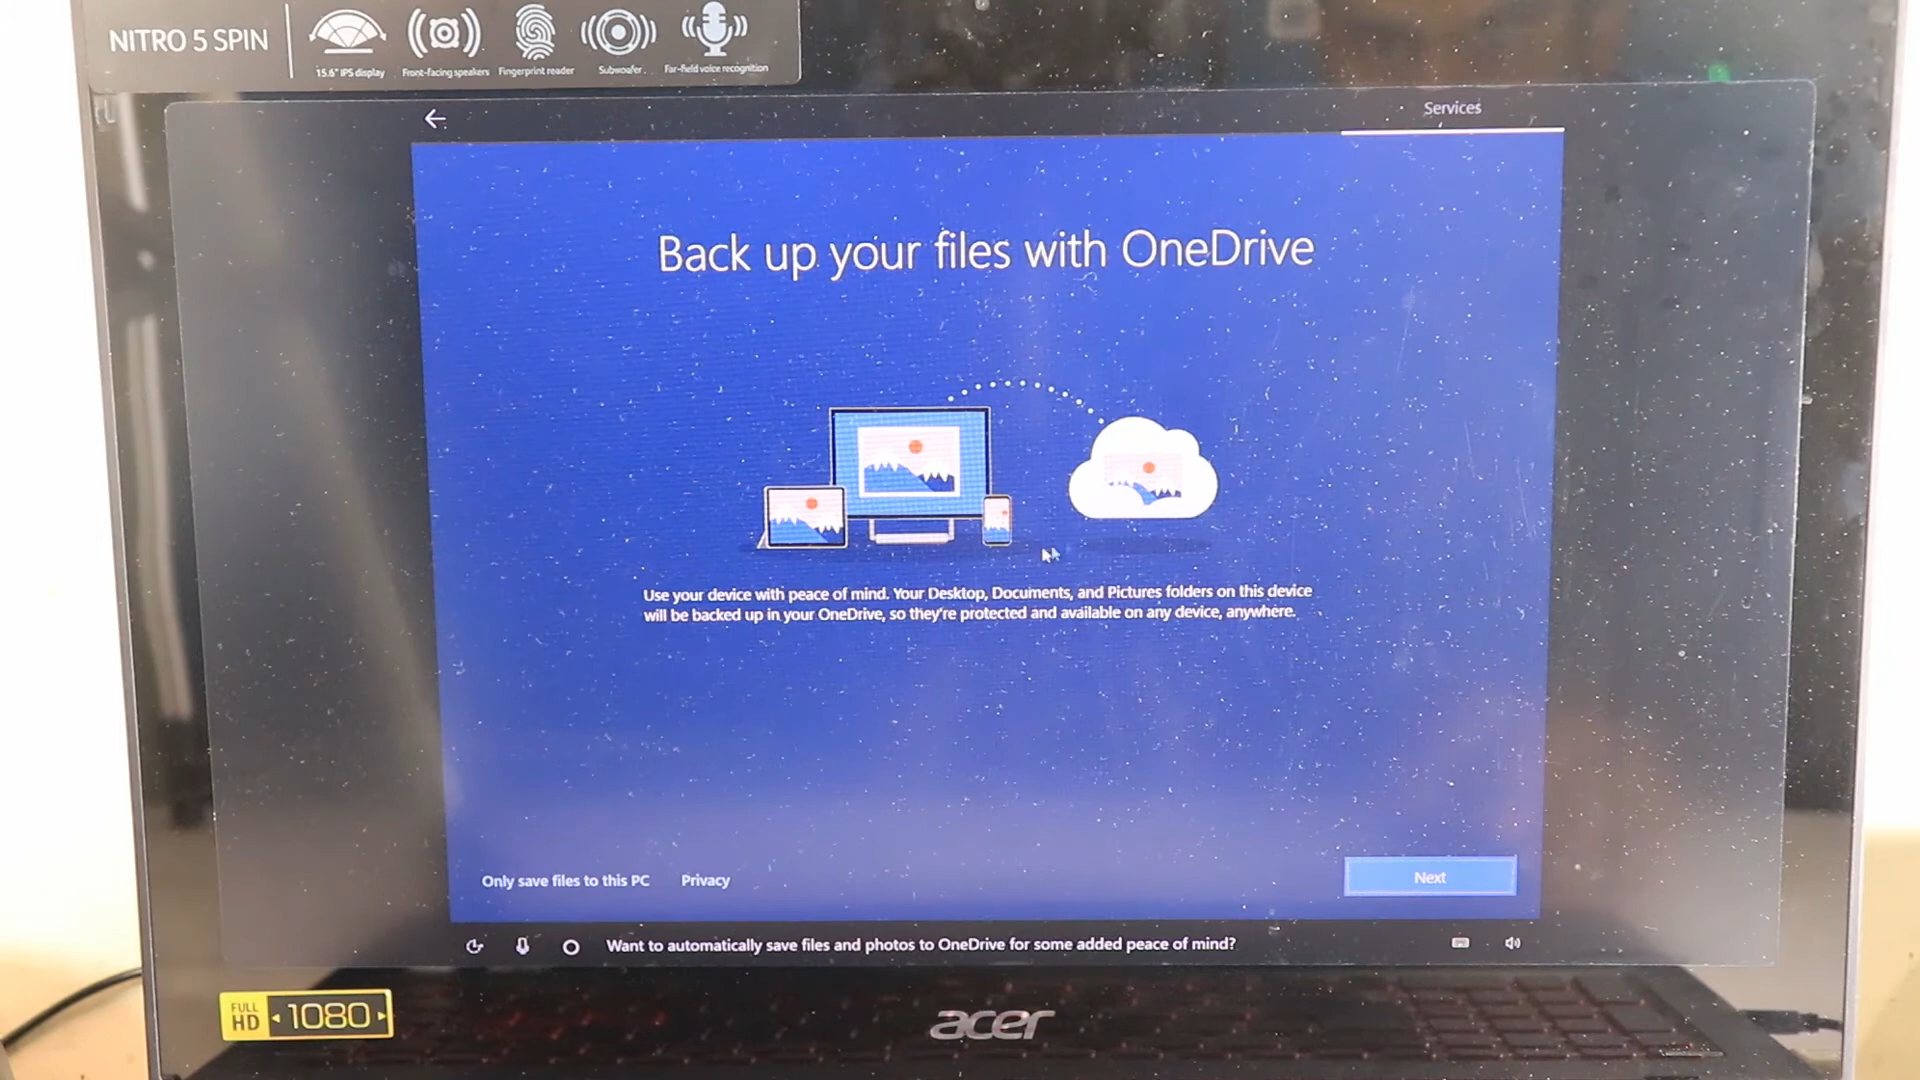 NITRO 5 SPIN
15.6" IPS display
Front-facing speakers
Fingerprint reader
Subwoofer
Far-field voice recognition
Services
Back up your files with OneDrive
Use your device with peace of mind. Your Desktop, Documents, and Pictures folders on this device
will be backed up in your OneDrive, so they're protected and available on any device, anywhere.
Only save files to this PC
Privacy
Next
Want to automatically save files and photos to OneDrive for some added peace of mind?
FULL
HD
1080
acer